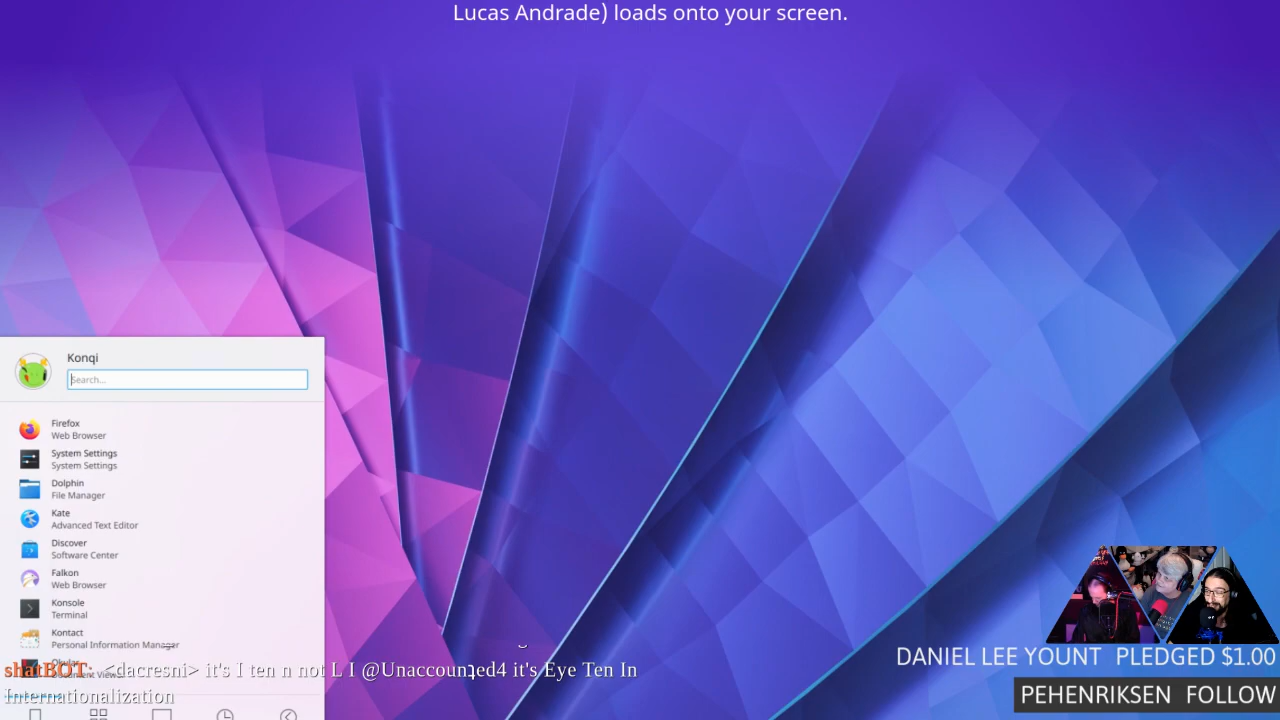 Lucas Andrade) loads onto your screen.
Konqi
Search...
Firefox
Web Browser
System Settings
System Settings
Dolphin
File Manager
Kate
Advanced Text Editor
Discover
Software Center
Falkon
Web Browser
Konsole
Terminal
Kontact
Personal Information Manager
shatBOT: <dacresni> it's I ten n not L I @Unaccounted4 it's Eye Ten In
Internationalization
DANIEL LEE YOUNT PLEDGED $1.00
PEHENRIKSEN FOLLOW